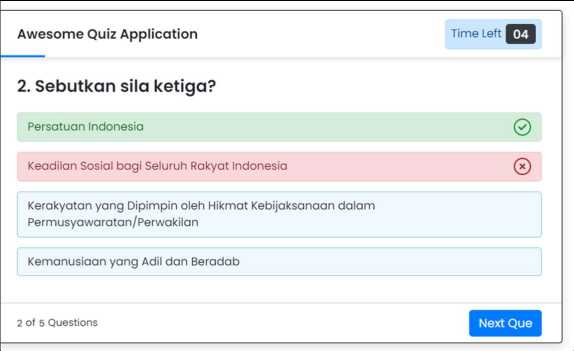 Awesome Quiz Application
Time Left 04
2. Sebutkan sila ketiga?
Persatuan Indonesia
Keadilan Sosial bagi Seluruh Rakyat Indonesia
Kerakyatan yang Dipimpin oleh Hikmat Kebijaksanaan dalam
Permusyawaratan/Perwakilan
Kemanusiaan yang Adil dan Beradab
2 of 5 Questions
Next Que